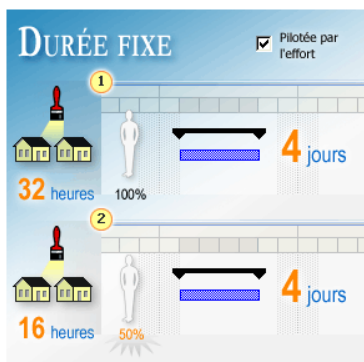 DURÉE FIXE
Pilotée par
l'effort
1
32 heures
100%
4 jours
2
16 heures
50%
4 jours